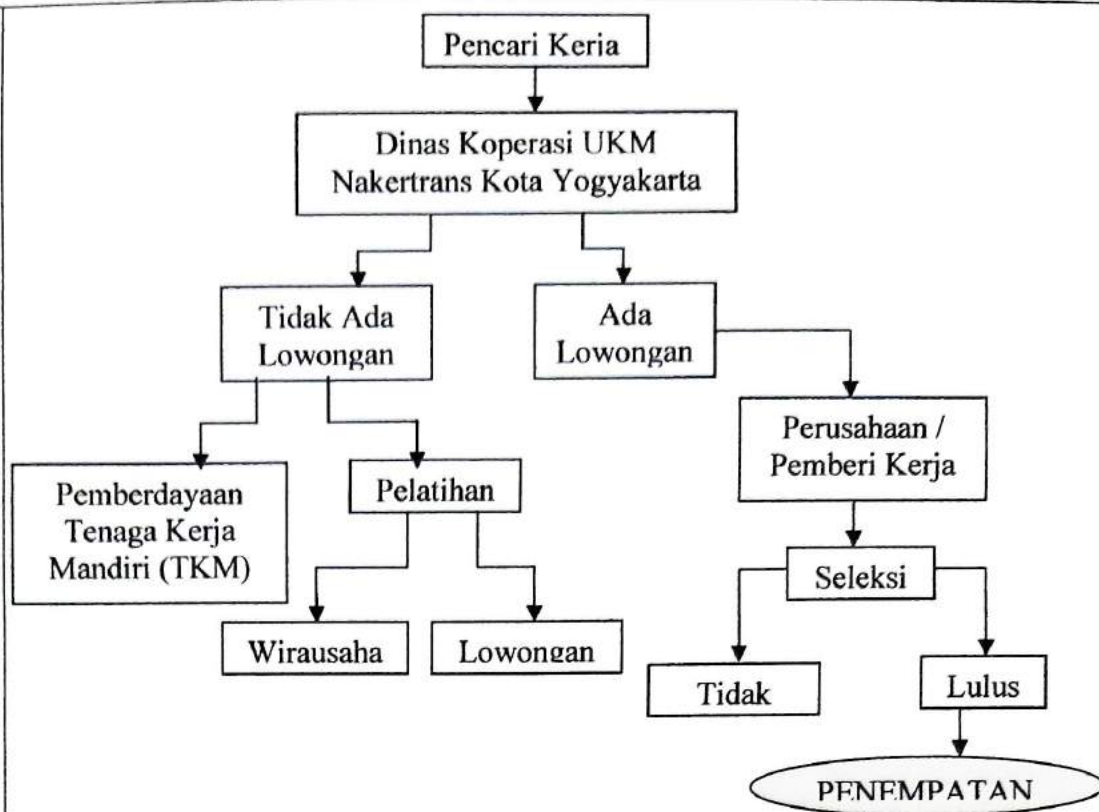 Pencari Kerja
Dinas Koperasi UKM
Nakertrans Kota Yogyakarta
Tidak Ada
Lowongan
Ada
Lowongan
Perusahaan /
Pemberi Kerja
Pemberdayaan
Tenaga Kerja
Mandiri (TKM)
Pelatihan
Seleksi
Wirausaha
Lowongan
Tidak
Lulus
PENEMPATAN